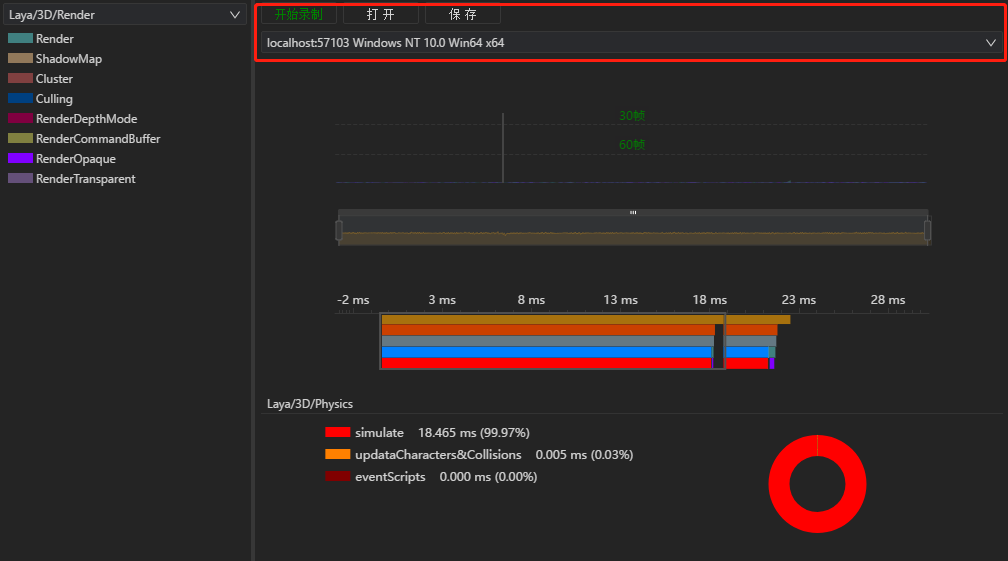 Laya/3D/Render
Render
ShadowMap
Cluster
Culling
RenderDepthMode
RenderCommandBuffer
RenderOpaque
RenderTransparent
开始录制 打 开 保 存
localhost:57103 Windows NT 10.0 Win64 x64
30帧
60帧
-2 ms 3 ms 8 ms 13 ms 18 ms 23 ms 28 ms
Laya/3D/Physics
simulate 18.465 ms (99.97%)
updataCharacters&Collisions 0.005 ms (0.03%)
eventScripts 0.000 ms (0.00%)